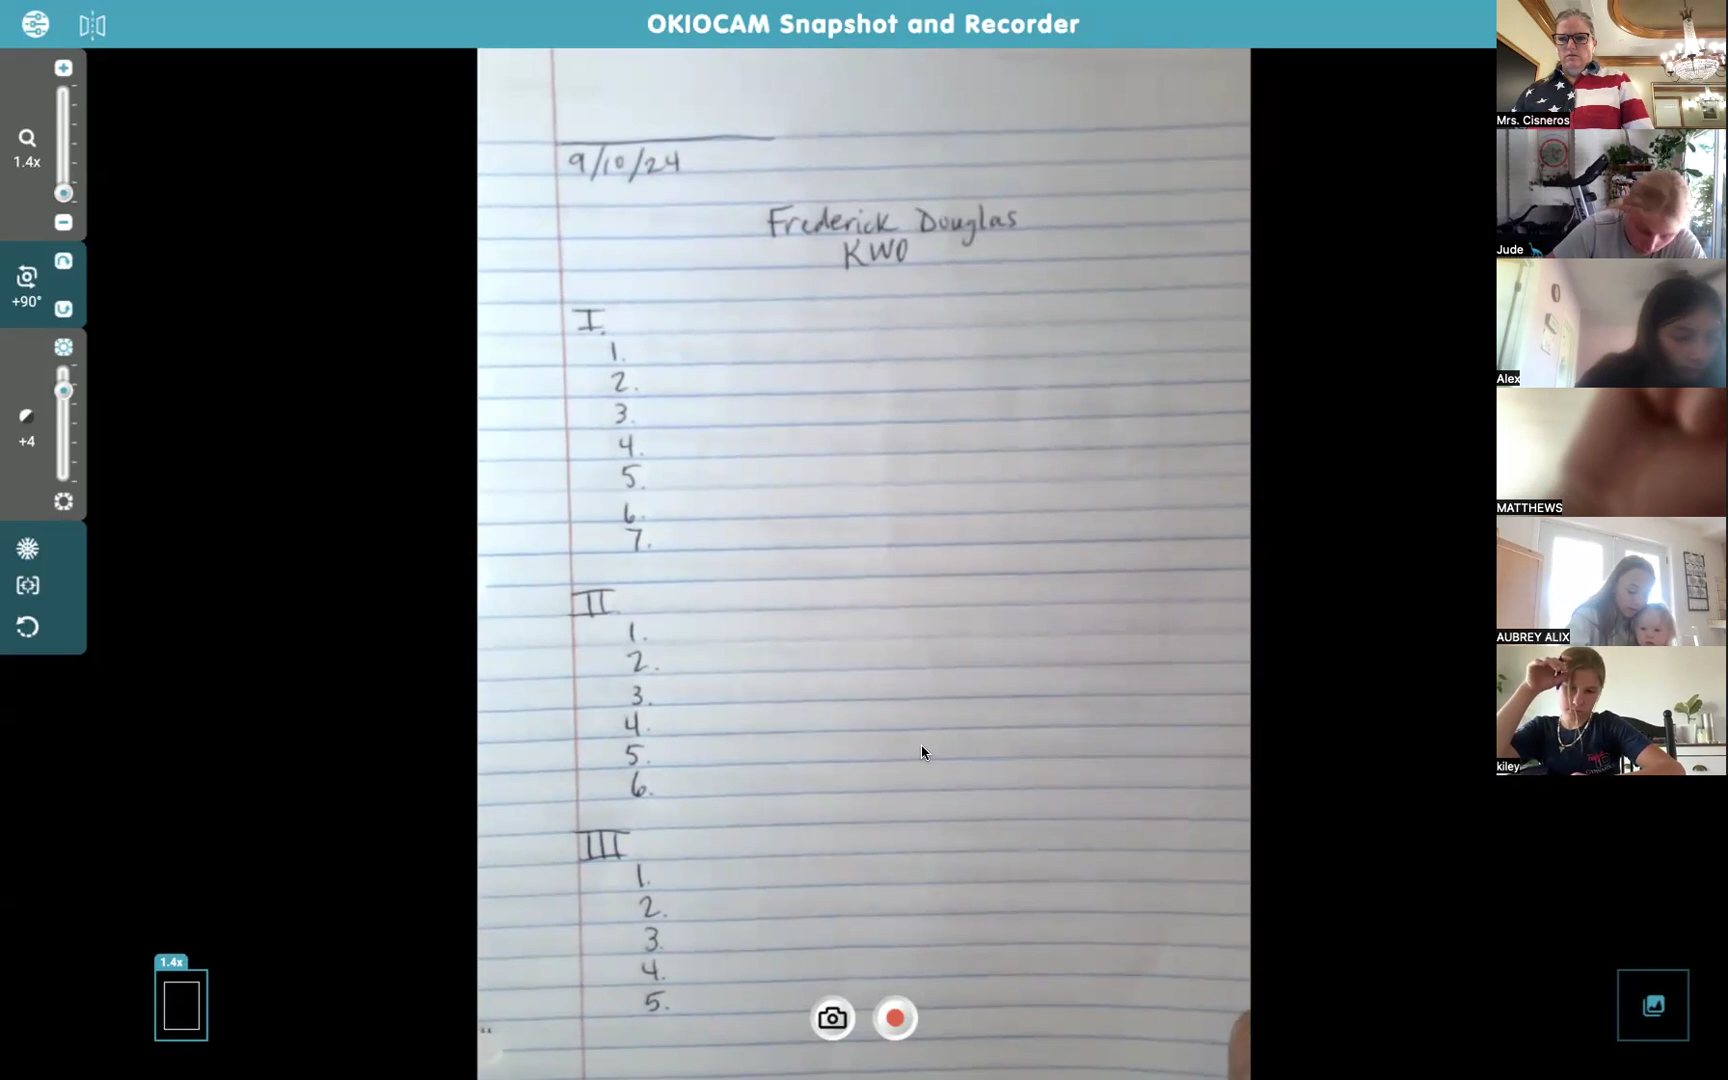 OKIOCAM Snapshot and Recorder
1.4x
+90°
+4
9/10/24
Frederick Douglas
KWO
I.
1.
2.
3.
4.
5.
6.
7.
II.
1.
2.
3.
4.
5.
6.
III
1.
2.
3.
4.
5.
1.4x
Mrs. Cisneros
Jude
Alex
MATTHEWS
AUBREY ALIX
kiley